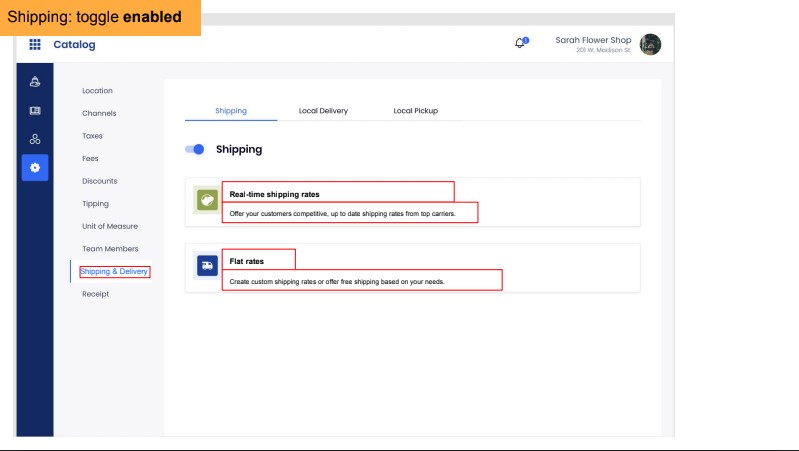 Shipping: toggle enabled
Catalog
2
Sarah Flower Shop
201 W. Madison St.
Location
Channels
Taxes
Fees
Discounts
Tipping
Unit of Measure
Team Members
Shipping & Delivery
Receipt
Shipping Local Delivery Local Pickup
Shipping
Real-time shipping rates
Offer your customers competitive, up to date shipping rates from top carriers.
Flat rates
Create custom shipping rates or offer free shipping based on your needs.